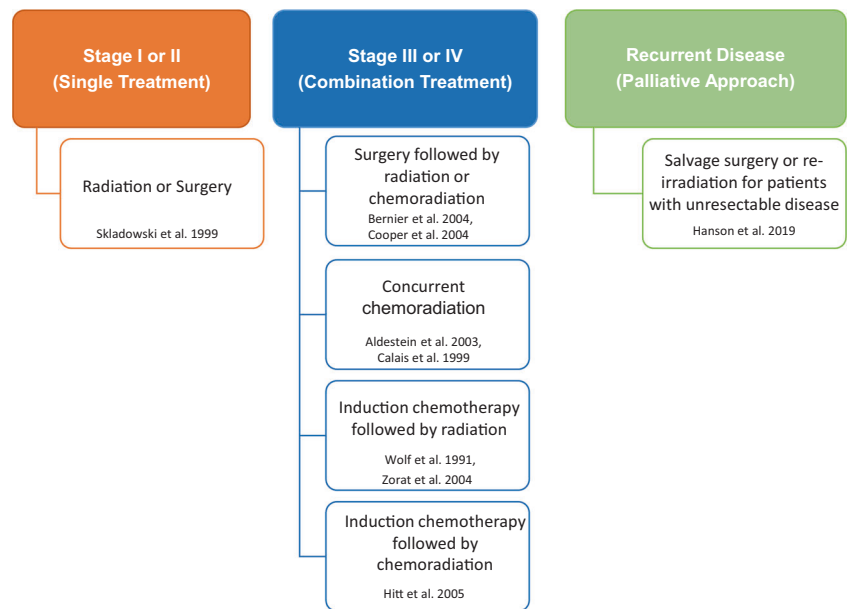 Stage I or II
(Single Treatment)
Radiation or Surgery
Skladowski et al. 1999
Stage III or IV
(Combination Treatment)
Surgery followed by
radiation or
chemoradiation
Bernier et al. 2004,
Cooper et al. 2004
Concurrent
chemoradiation
Aldestein et al. 2003,
Calais et al. 1999
Induction chemotherapy
followed by radiation
Wolf et al. 1991,
Zorat et al. 2004
Induction chemotherapy
followed by
chemoradiation
Hitt et al. 2005
Recurrent Disease
(Palliative Approach)
Salvage surgery or re-
irradiation for patients
with unresectable disease
Hanson et al. 2019